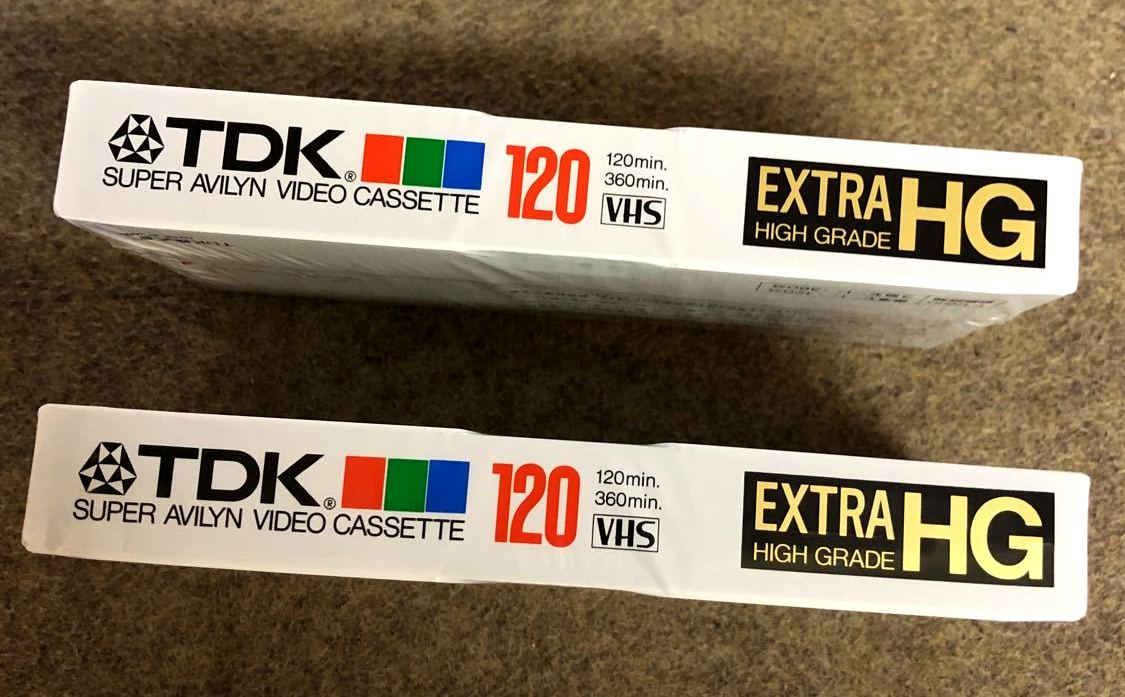 TDK®
SUPER AVILYN VIDEO CASSETTE
120
120min.
360min.
VHS
EXTRA HG
HIGH GRADE
TDK®
SUPER AVILYN VIDEO CASSETTE
120
120min.
360min.
VHS
EXTRA HG
HIGH GRADE